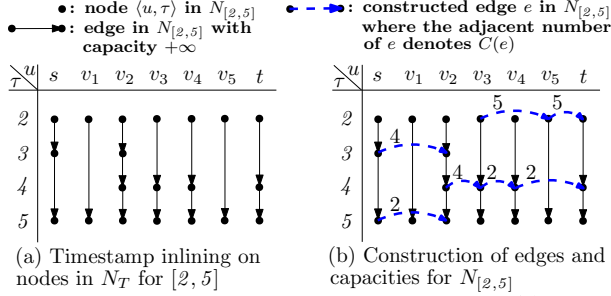 ●: node ⟨u, τ⟩ in N[2,5]
●→●: edge in N[2,5] with
capacity +∞
: constructed edge e in N[2,5]
where the adjacent number
of e denotes C(e)
τ u s v1 v2 v3 v4 v5 t
2
3
4
5
(a) Timestamp inlining on
nodes in NT for [2, 5]
τ u s v1 v2 v3 v4 v5 t
2 5 5
3 4
4 4 2 2
5 2
(b) Construction of edges and
capacities for N[2,5]